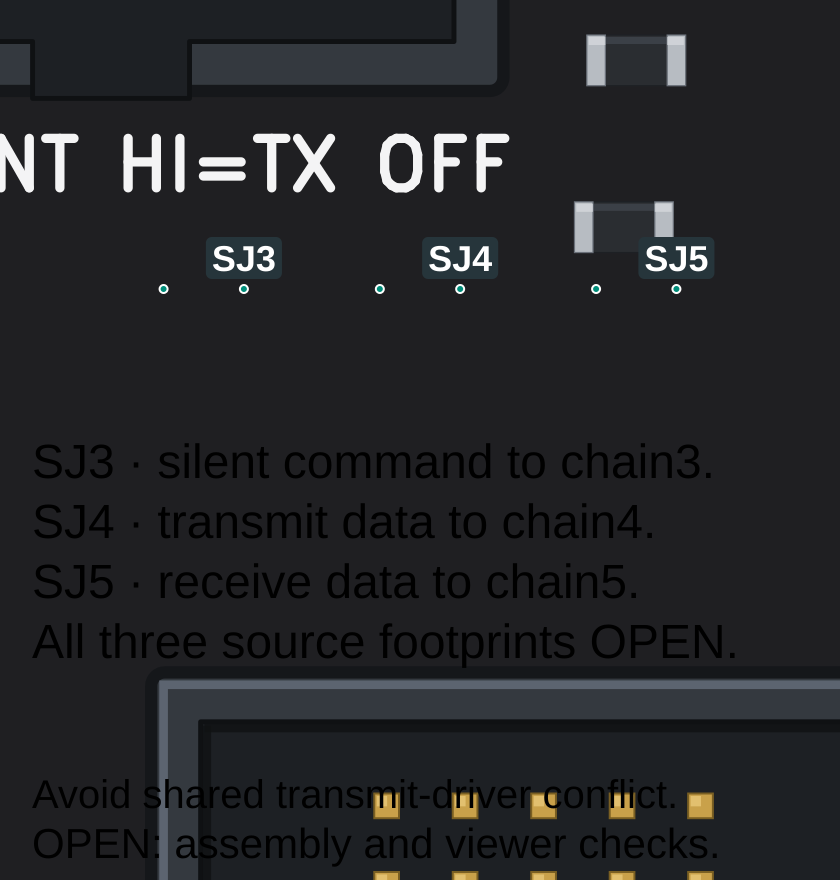 NT HI=TX OFF
SJ3 SJ4 SJ5
SJ3 · silent command to chain3.
SJ4 · transmit data to chain4.
SJ5 · receive data to chain5.
All three source footprints OPEN.
Avoid shared transmit-driver conflict.
OPEN: assembly and viewer checks.